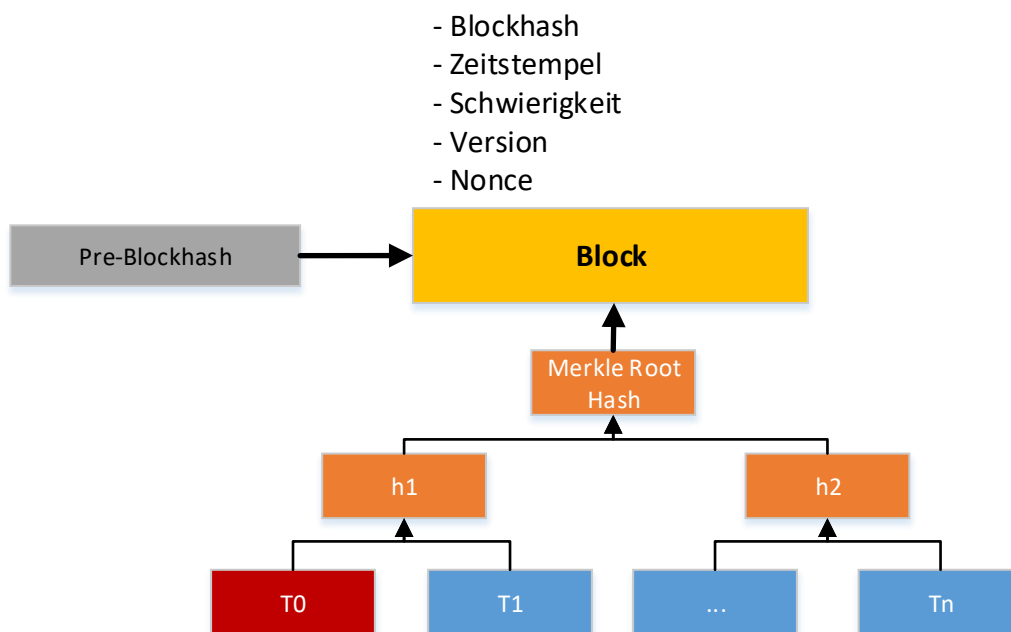 - Blockhash
- Zeitstempel
- Schwierigkeit
- Version
- Nonce
Pre-Blockhash
Block
Merkle Root
Hash
h1
h2
T0
T1
...
Tn